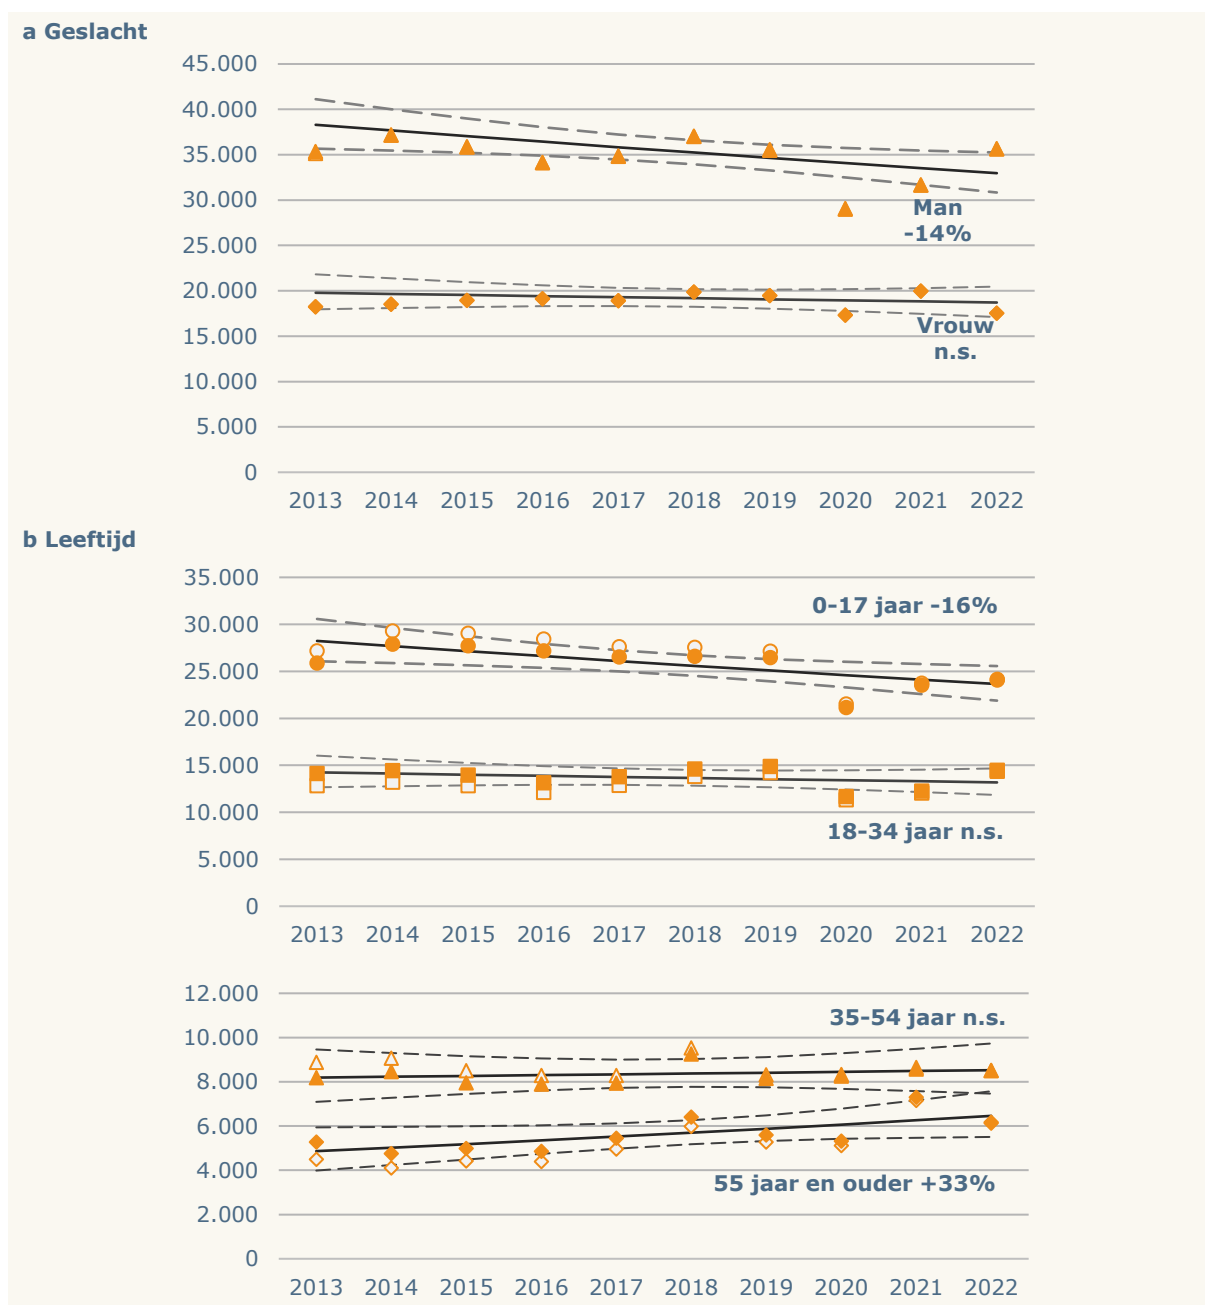 a Geslacht
45.000
40.000
35.000
30.000
Man
25.000
-14%
20.000
15.000
Vrouw
n.s.
10.000
5.000
0
2013 2014 2015 2016 2017 2018 2019 2020 2021 2022
b Leeftijd
35.000
30.000
0-17 jaar -16%
25.000
20.000
15.000
10.000
18-34 jaar n.s.
5.000
0
2013 2014 2015 2016 2017 2018 2019 2020 2021 2022
12.000
35-54 jaar n.s.
10.000
8.000
6.000
4.000
55 jaar en ouder +33%
2.000
0
2013 2014 2015 2016 2017 2018 2019 2020 2021 2022